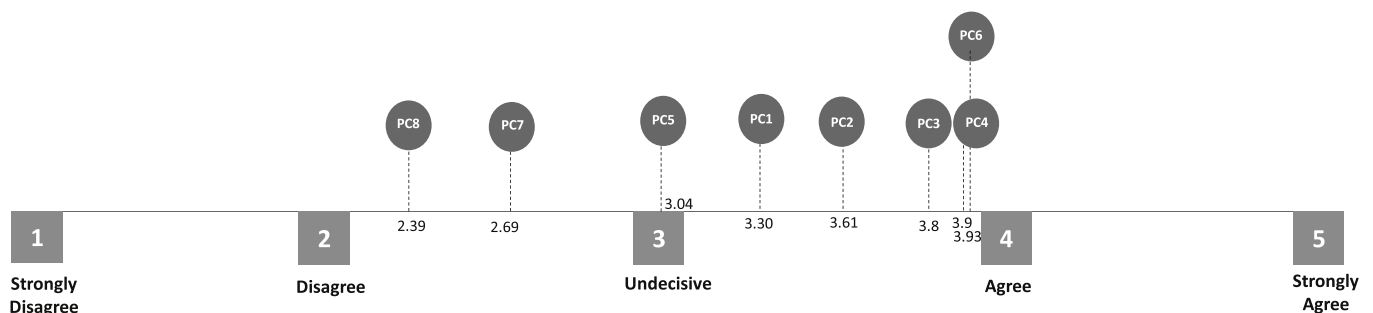 PC6
PC8
PC7
PC5
PC1
PC2
PC3
PC4
3.04
2.39
2.69
3.30
3.61
3.8
3.9
3.93
1
2
3
4
5
Strongly
Disagree
Disagree
Undecisive
Agree
Strongly
Agree